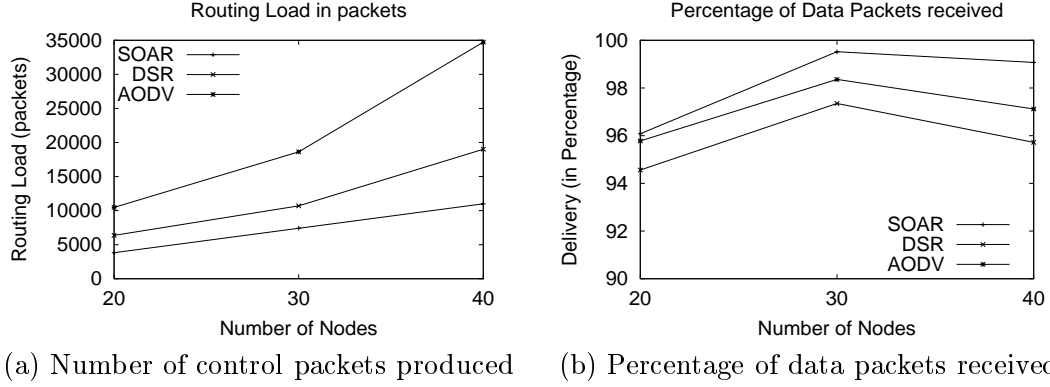 Routing Load in packets
35000
30000
25000
20000
15000
10000
5000
0
Routing Load (packets)
SOAR
DSR
AODV
20 30 40
Number of Nodes
(a) Number of control packets produced
Percentage of Data Packets received
100
98
96
94
92
90
Delivery (in Percentage)
SOAR
DSR
AODV
20 30 40
Number of Nodes
(b) Percentage of data packets received